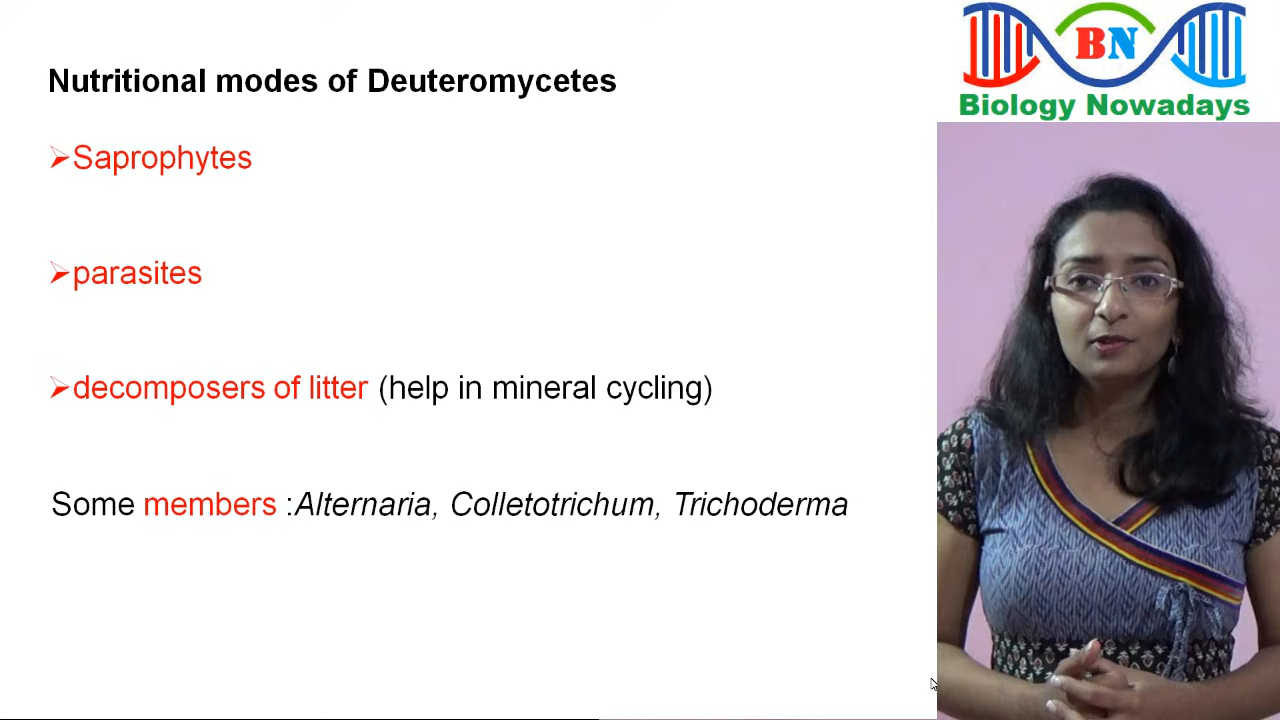 BN
Biology Nowadays
Nutritional modes of Deuteromycetes
➢Saprophytes
➢parasites
➢decomposers of litter (help in mineral cycling)
Some members :Alternaria, Colletotrichum, Trichoderma